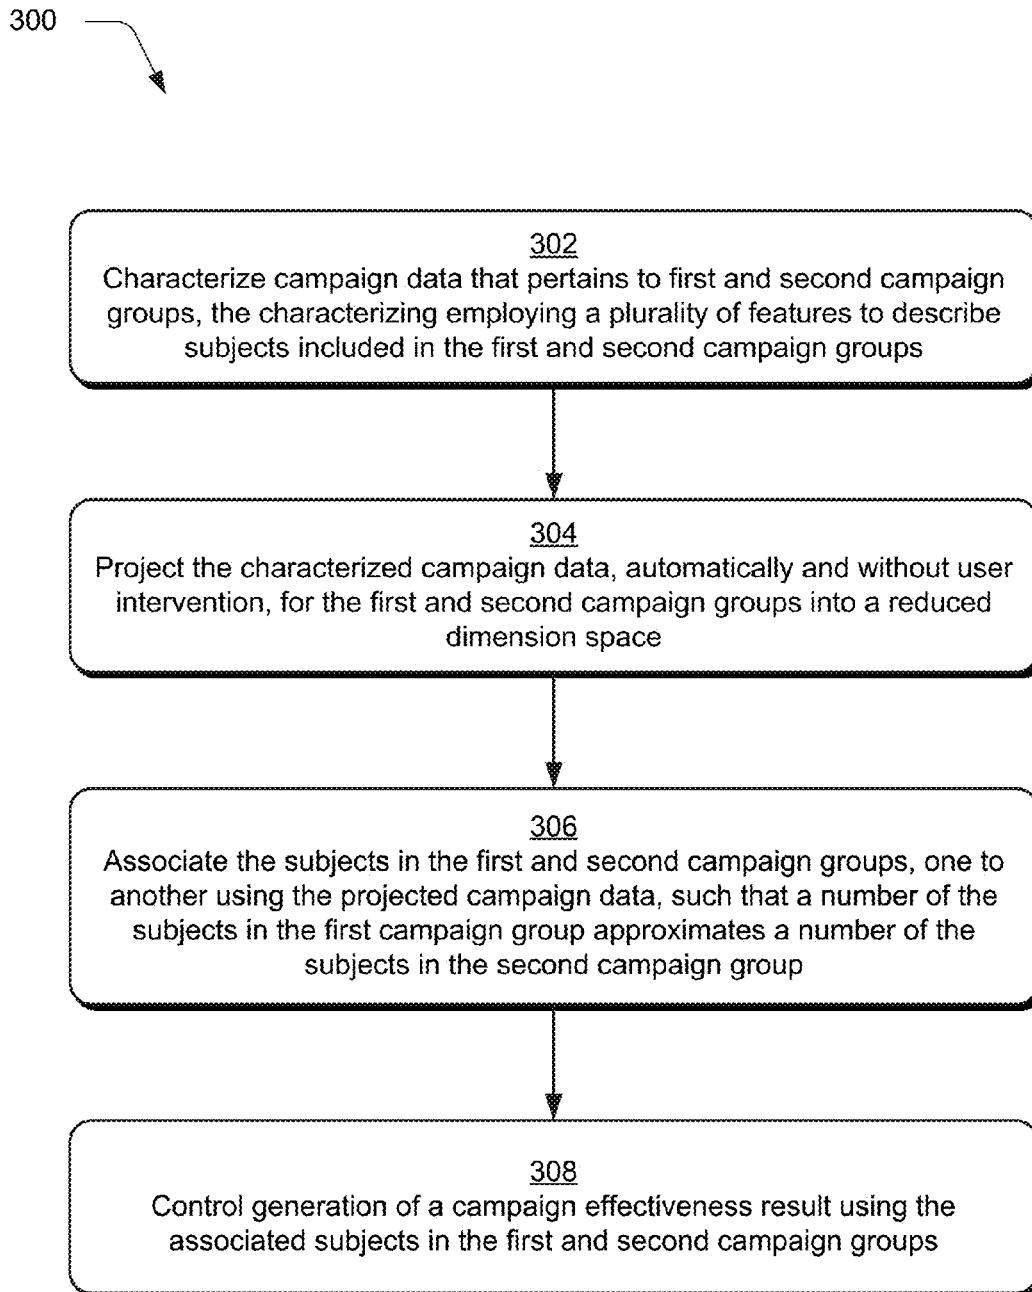 300
302
Characterize campaign data that pertains to first and second campaign
groups, the characterizing employing a plurality of features to describe
subjects included in the first and second campaign groups
304
Project the characterized campaign data, automatically and without user
intervention, for the first and second campaign groups into a reduced
dimension space
306
Associate the subjects in the first and second campaign groups, one to
another using the projected campaign data, such that a number of the
subjects in the first campaign group approximates a number of the
subjects in the second campaign group
308
Control generation of a campaign effectiveness result using the
associated subjects in the first and second campaign groups